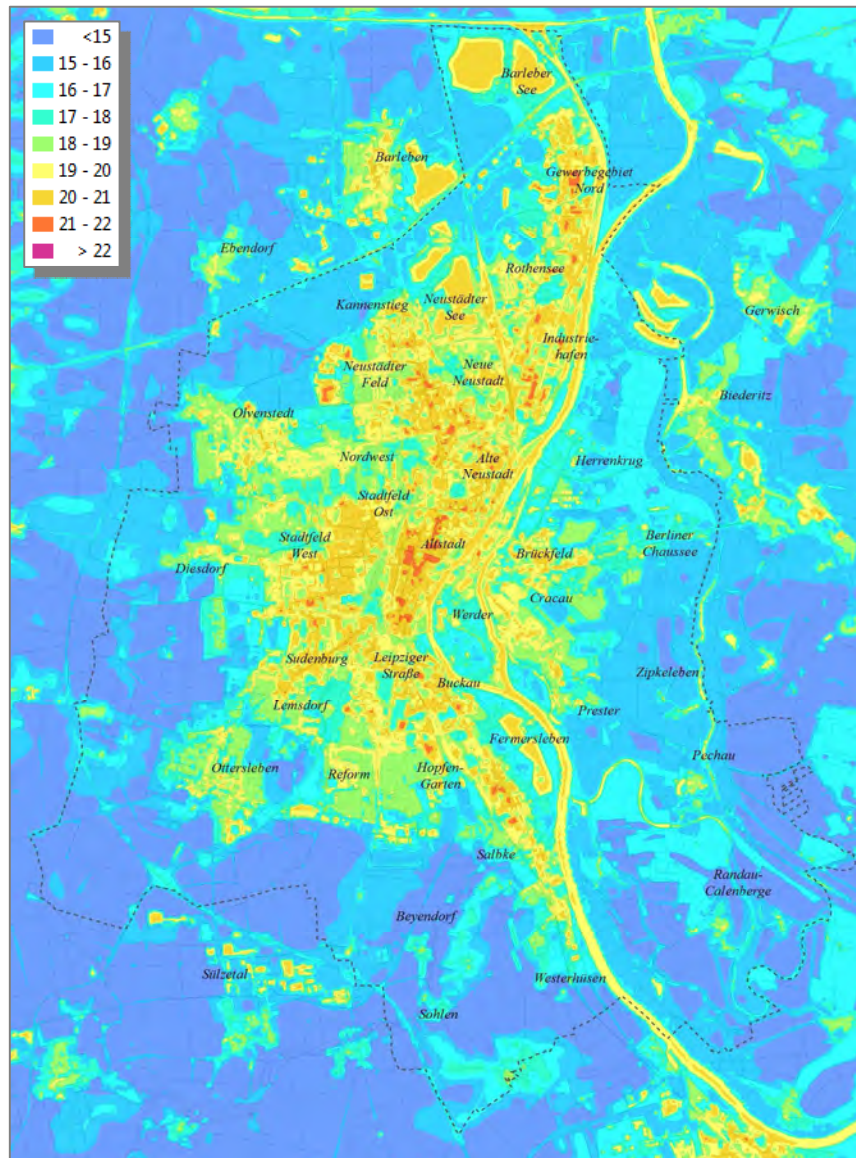 <15
15 - 16
16 - 17
17 - 18
18 - 19
19 - 20
20 - 21
21 - 22
> 22
Barleber
See
Barleben
Gewerbegebiet
Nord
Ebendorf
Rothensee
Kannenstieg
Neustädter
See
Gerwisch
Industrie-
hafen
Neustädter
Feld
Neue
Neustadt
Biederitz
Olvenstedt
Nordwest
Alte
Neustadt
Herrenkrug
Stadtfeld
Ost
Stadtfeld
West
Altstadt
Brückfeld
Berliner
Chaussee
Diesdorf
Cracau
Werder
Sudenburg
Leipziger
Straße
Buckau
Zipkeleben
Lemsdorf
Prester
Fermersleben
Pechau
Ottersleben
Reform
Hopfen-
Garten
Salbke
Randau-
Calenberge
Beyendorf
Sülzetal
Westerhüsen
Sohlen